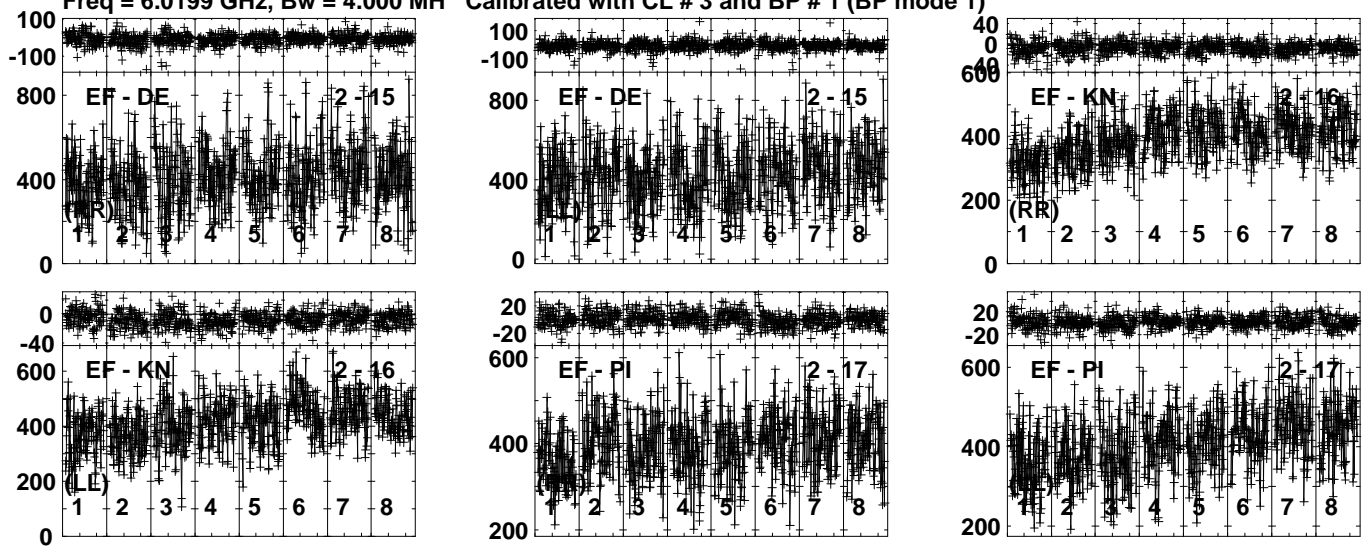 Freq = 6.0199 GHz, Bw = 4.000 MH Calibrated with CL # 3 and BP # 1 (BP mode 1)
100
-100
800
400
0
EF - DE 2 - 15
(RR)
1 2 3 4 5 6 7 8
100
-100
800
400
0
EF - DE 2 - 15
(LL)
1 2 3 4 5 6 7 8
40
0
-40
600
400
200
0
EF - KN 2 - 16
(RR)
1 2 3 4 5 6 7 8
0
-40
600
400
200
0
EF - KN 2 - 16
(LL)
1 2 3 4 5 6 7 8
20
-20
600
400
200
EF - PI 2 - 17
(RR)
1 2 3 4 5 6 7 8
20
-20
600
400
200
EF - PI 2 - 17
(LL)
1 2 3 4 5 6 7 8